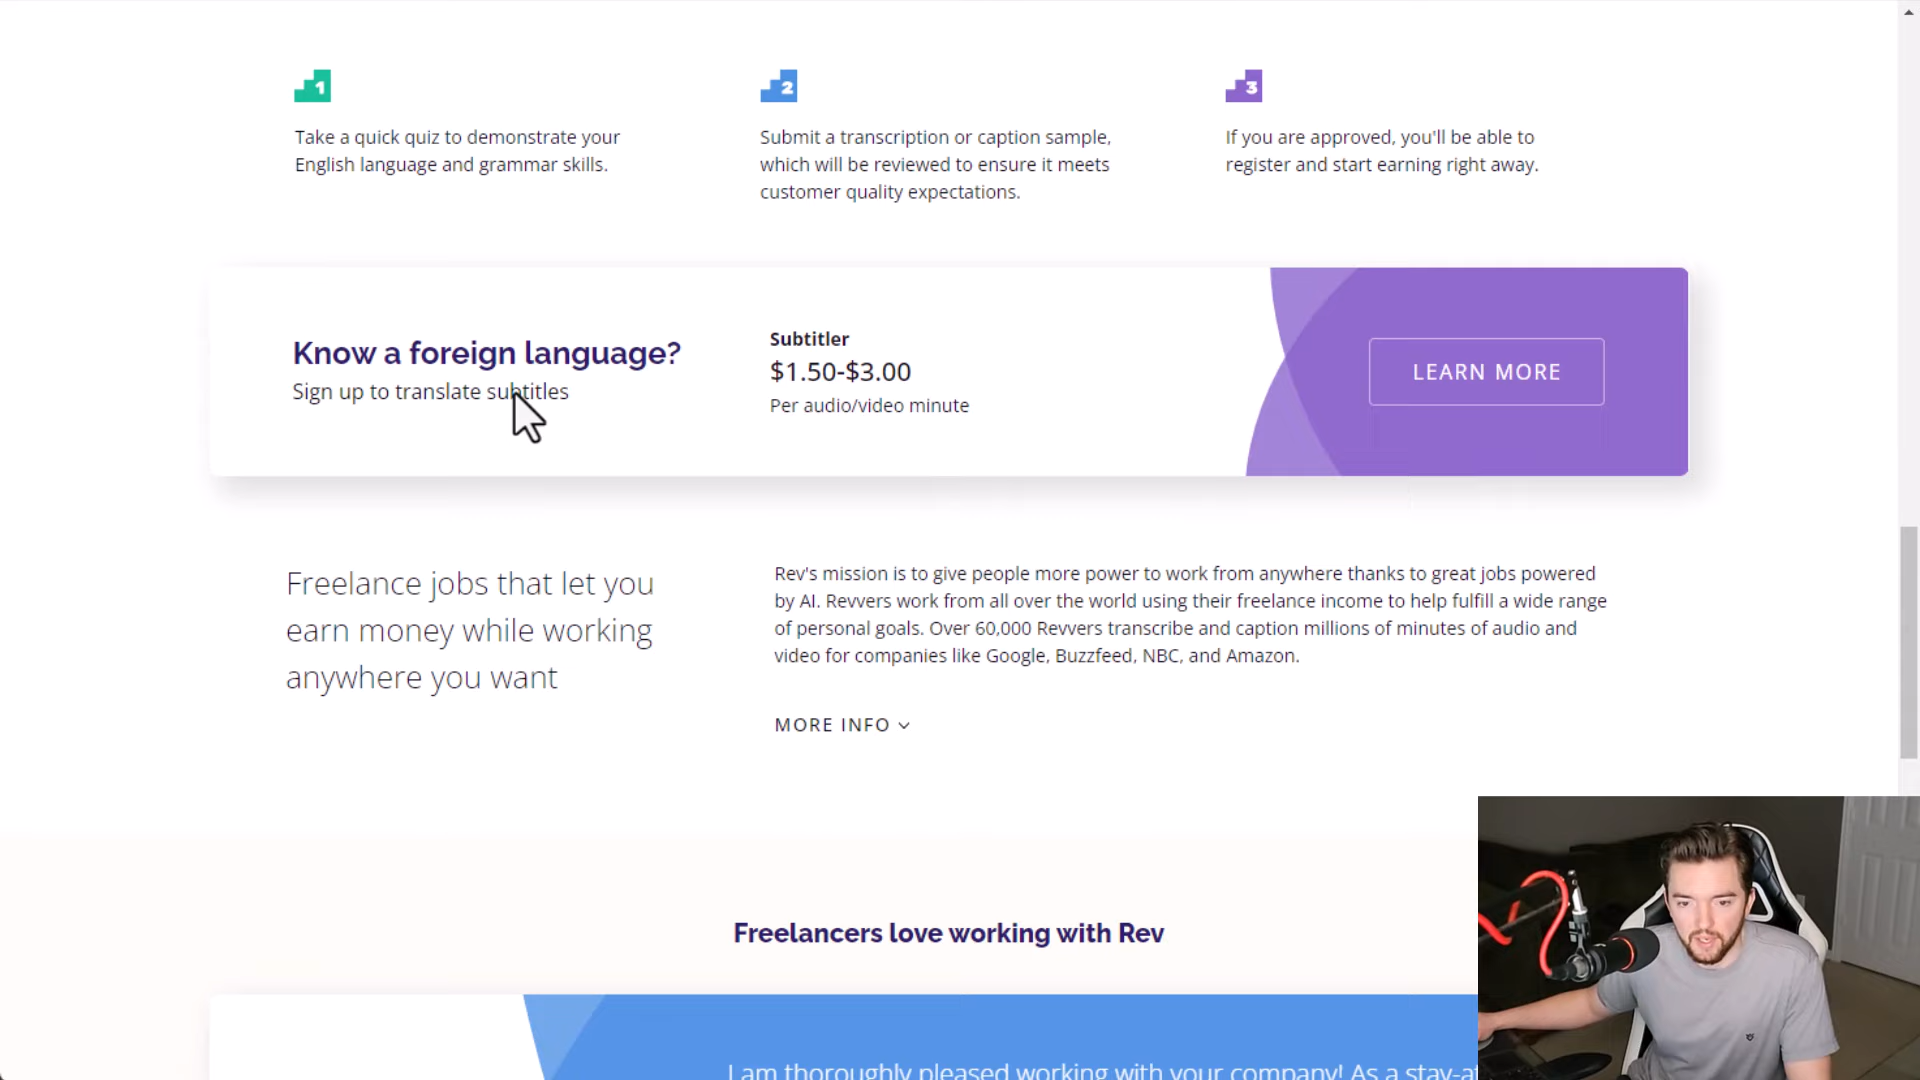 1
Take a quick quiz to demonstrate your
English language and grammar skills.
2
Submit a transcription or caption sample,
which will be reviewed to ensure it meets
customer quality expectations.
3
If you are approved, you'll be able to
register and start earning right away.
Know a foreign language?
Sign up to translate subtitles
Subtitler
$1.50-$3.00
Per audio/video minute
LEARN MORE
Freelance jobs that let you
earn money while working
anywhere you want
Rev's mission is to give people more power to work from anywhere thanks to great jobs powered
by AI. Revvers work from all over the world using their freelance income to help fulfill a wide range
of personal goals. Over 60,000 Revvers transcribe and caption millions of minutes of audio and
video for companies like Google, Buzzfeed, NBC, and Amazon.
MORE INFO
Freelancers love working with Rev
I am thoroughly pleased working with your company! As a stay-at